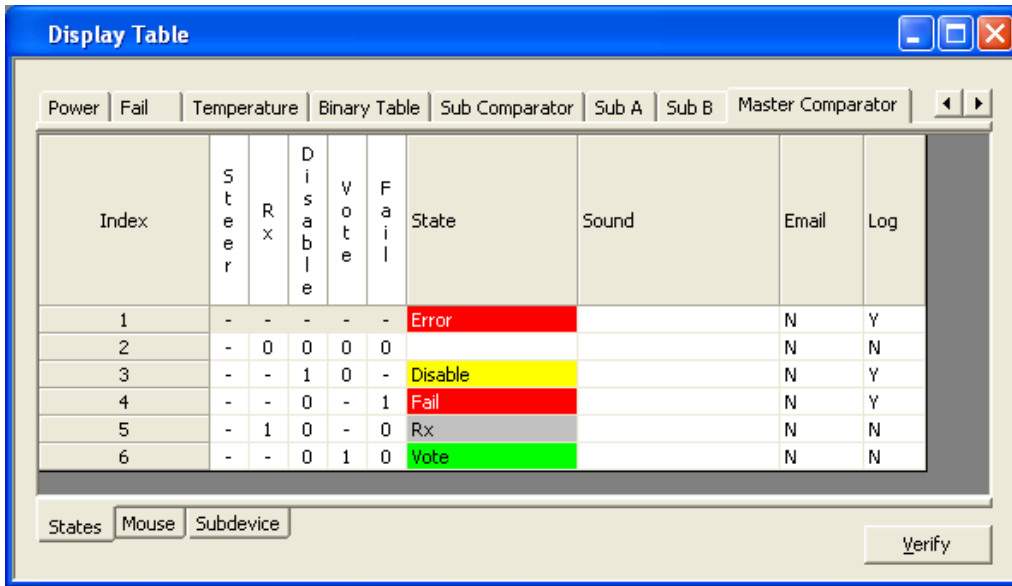 Display Table
Power Fail Temperature Binary Table Sub Comparator Sub A Sub B Master Comparator
Index Steer Rx Disable Vote Fail State Sound Email Log
1 - - - - - Error N Y
2 - 0 0 0 0 N N
3 - - 1 0 - Disable N Y
4 - - 0 - 1 Fail N Y
5 - 1 0 - 0 Rx N N
6 - - 0 1 0 Vote N N
States Mouse Subdevice
Verify